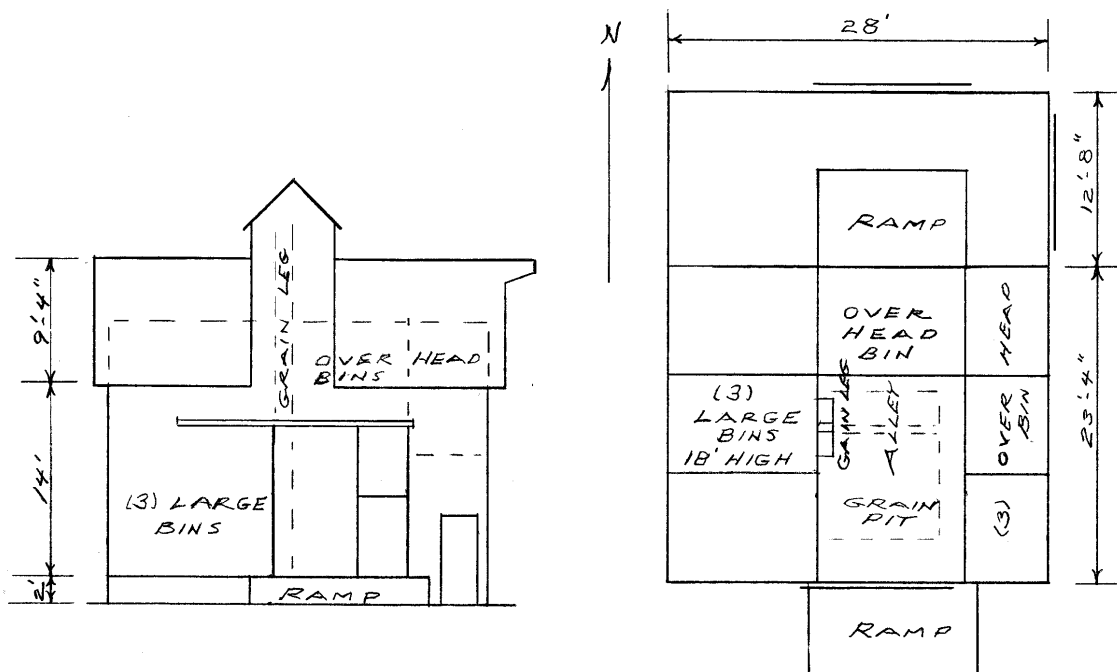 9'-4"
14'
2'
GRAIN LEG
OVER HEAD
BINS
(3) LARGE
BINS
RAMP
N
28'
12'-8"
23'-4"
RAMP
OVER
HEAD
BIN
HEAD
(3)
LARGE
BINS
18' HIGH
GRAIN LEG
ALLEY
OVER
BIN
GRAIN
PIT
(3)
RAMP